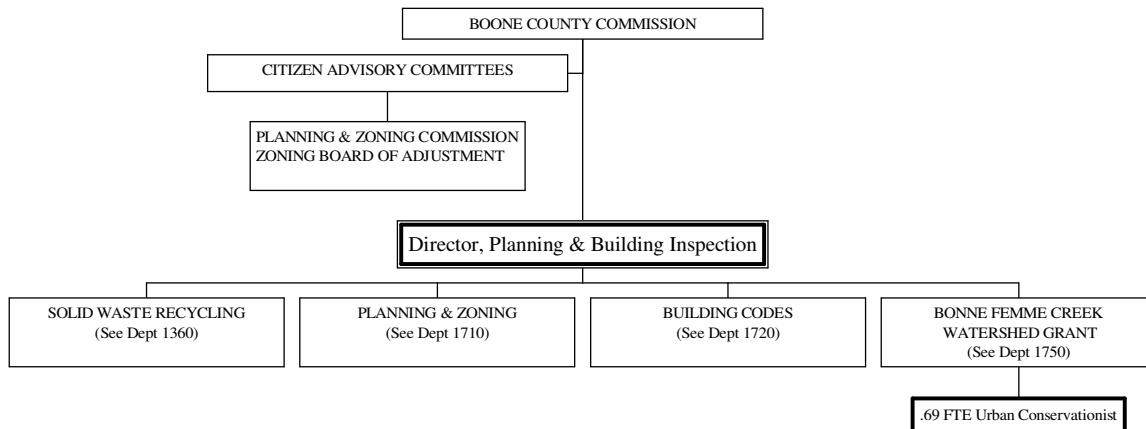 BOONE COUNTY COMMISSION
CITIZEN ADVISORY COMMITTEES
PLANNING & ZONING COMMISSION
ZONING BOARD OF ADJUSTMENT
Director, Planning & Building Inspection
SOLID WASTE RECYCLING
(See Dept 1360)
PLANNING & ZONING
(See Dept 1710)
BUILDING CODES
(See Dept 1720)
BONNE FEMME CREEK
WATERSHED GRANT
(See Dept 1750)
.69 FTE Urban Conservationist